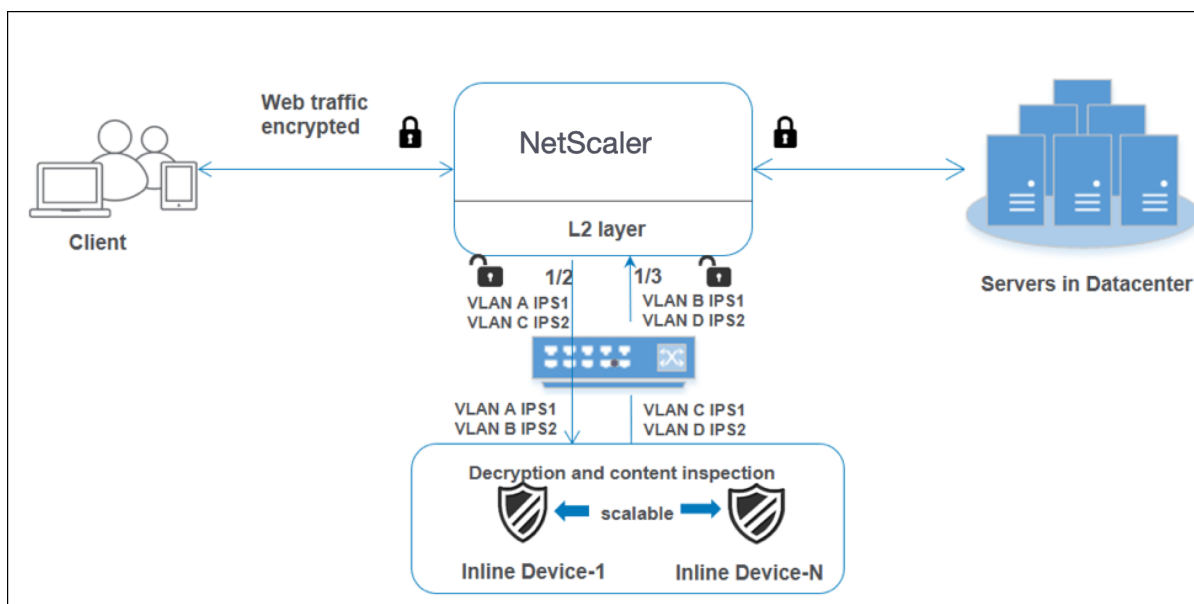 Web traffic
encrypted
NetScaler
L2 layer
Client
Servers in Datacenter
1/2
1/3
VLAN A IPS1
VLAN C IPS2
VLAN B IPS1
VLAN D IPS2
VLAN A IPS1
VLAN B IPS2
VLAN C IPS1
VLAN D IPS2
Decryption and content inspection
scalable
Inline Device-1
Inline Device-N